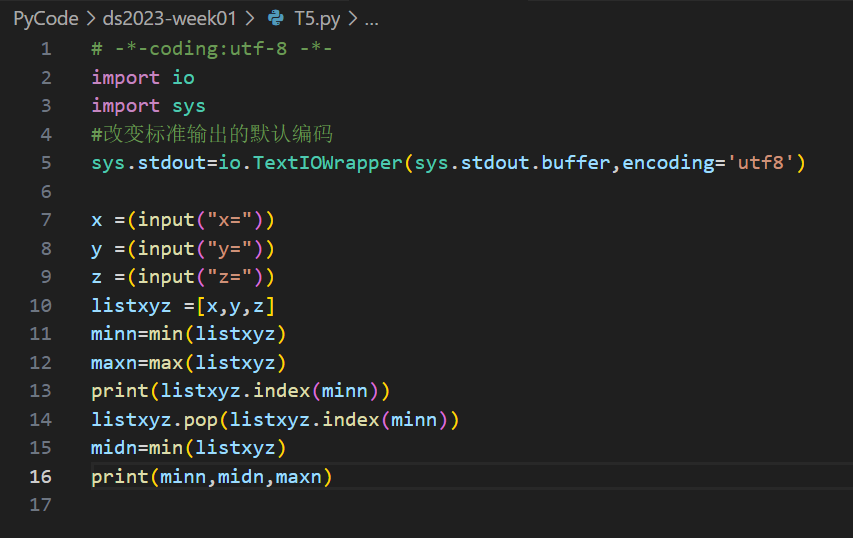 PyCode > ds2023-week01 > T5.py > ...
1 # -*-coding:utf-8 -*-
2 import io
3 import sys
4 #改变标准输出的默认编码
5 sys.stdout=io.TextIOWrapper(sys.stdout.buffer,encoding='utf8')
6
7 x =(input("x="))
8 y =(input("y="))
9 z =(input("z="))
10 listxyz =[x,y,z]
11 minn=min(listxyz)
12 maxn=max(listxyz)
13 print(listxyz.index(minn))
14 listxyz.pop(listxyz.index(minn))
15 midn=min(listxyz)
16 print(minn,midn,maxn)
17